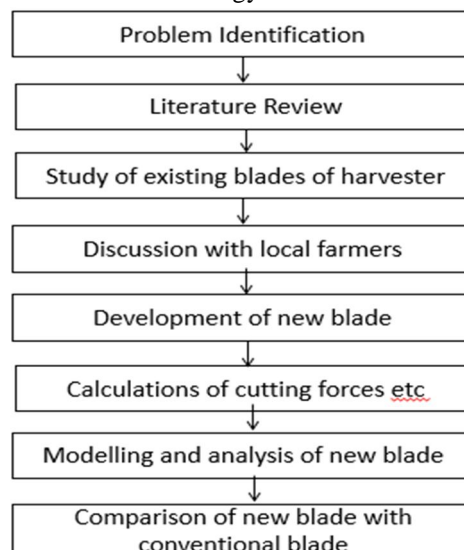 Problem Identification
Literature Review
Study of existing blades of harvester
Discussion with local farmers
Development of new blade
Calculations of cutting forces etc
Modelling and analysis of new blade
Comparison of new blade with
conventional blade